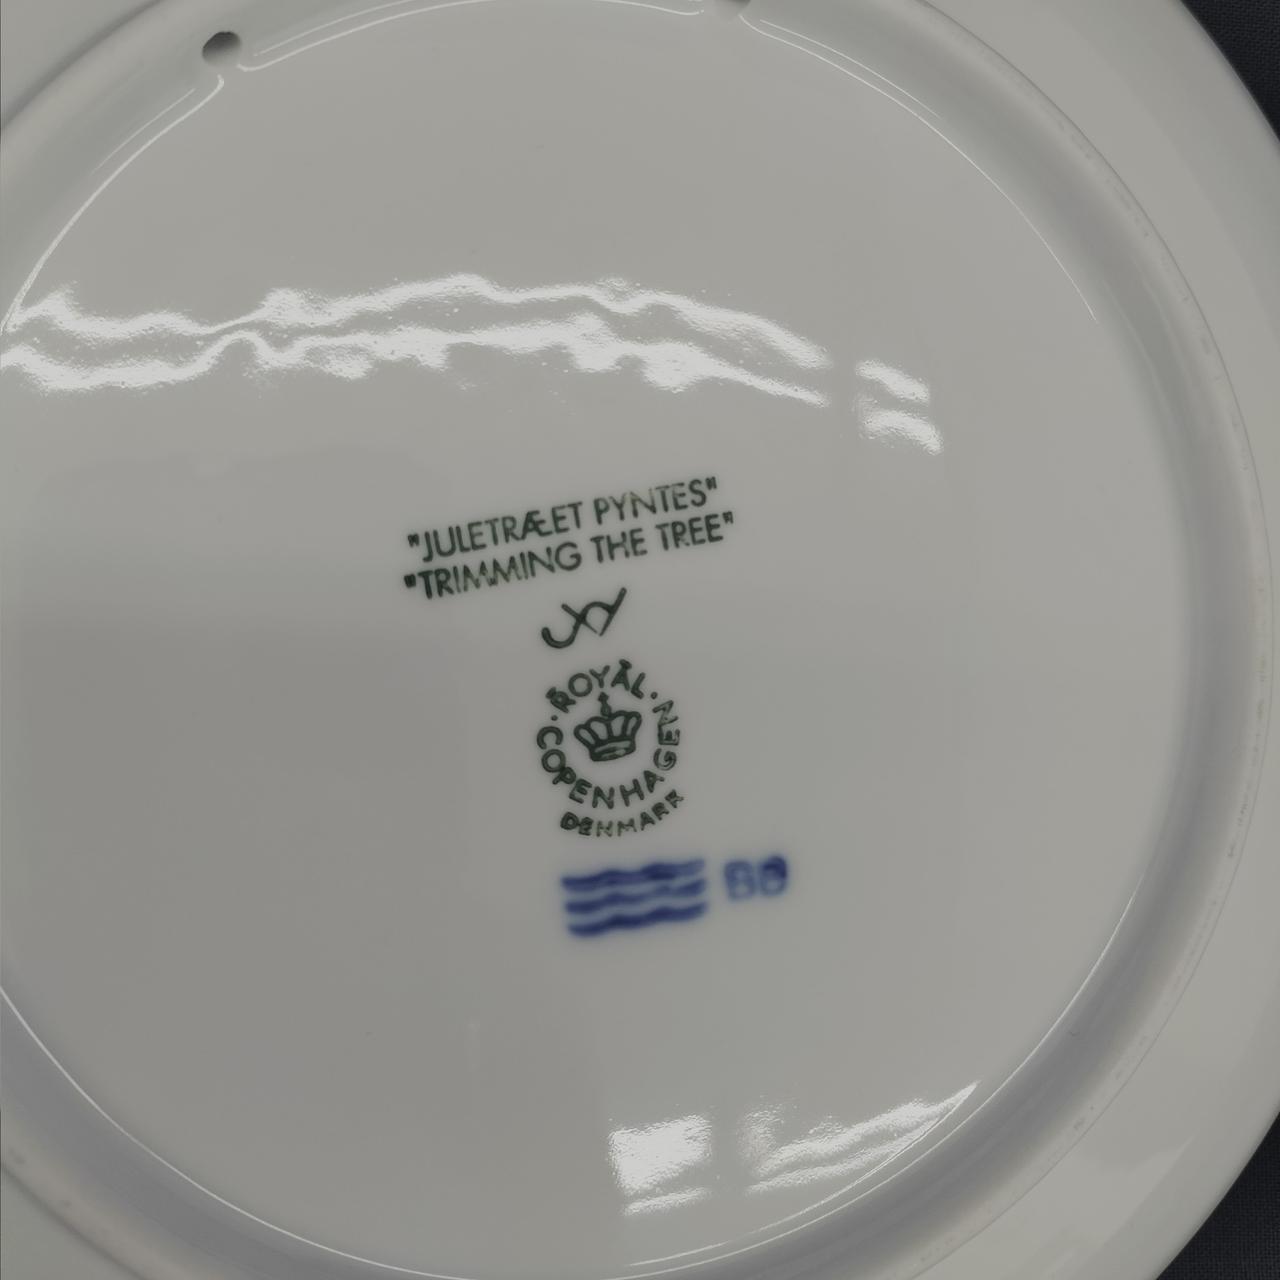 "JULETRÆET PYNTES"
"TRIMMING THE TREE"
ROYAL
COPENHAGEN
DENMARK